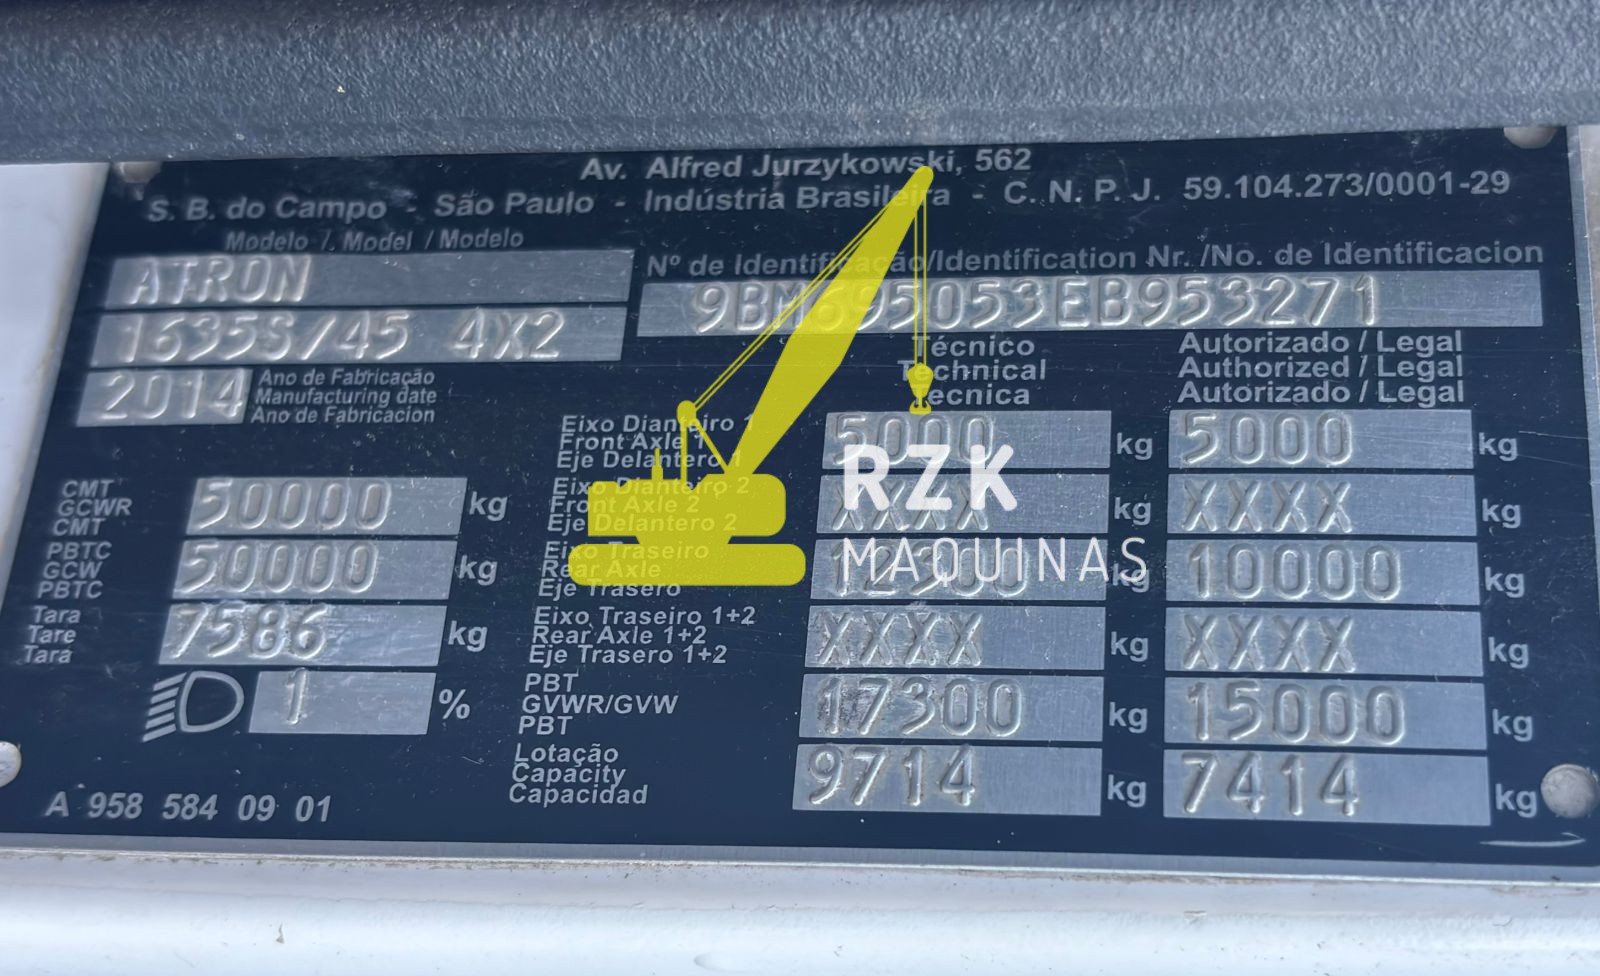 Av. Alfred Jurzykowski, 562
S. B. do Campo - São Paulo - Indústria Brasileira - C. N. P. J. 59.104.273/0001-29
Modelo /. Model / Modelo
ATRON
1635S/45 4X2
2014
Ano de Fabricação
Manufacturing date
Ano de Fabricacion
Nº de Identificação/Identification Nr. /No. de Identificacion
9BM695053EB953271
Técnico
Technical
Tecnica
Autorizado / Legal
Authorized / Legal
Autorizado / Legal
CMT
GCWR
CMT
50000 kg
PBTC
GCW
PBTC
50000 kg
Tara
Tare
Tara
7586 kg
1 %
A 958 584 09 01
Eixo Dianteiro 1
Front Axle 1
Eje Delantero 1
5000 kg 5000 kg
Eixo Dianteiro 2
Front Axle 2
Eje Delantero 2
XXXX kg XXXX kg
Eixo Traseiro
Rear Axle
Eje Trasero
12300 kg 10000 kg
Eixo Traseiro 1+2
Rear Axle 1+2
Eje Trasero 1+2
XXXX kg XXXX kg
PBT
GVWR/GVW
PBT
17300 kg 15000 kg
Lotação
Capacity
Capacidad
9714 kg 7414 kg
RZK
MAQUINAS